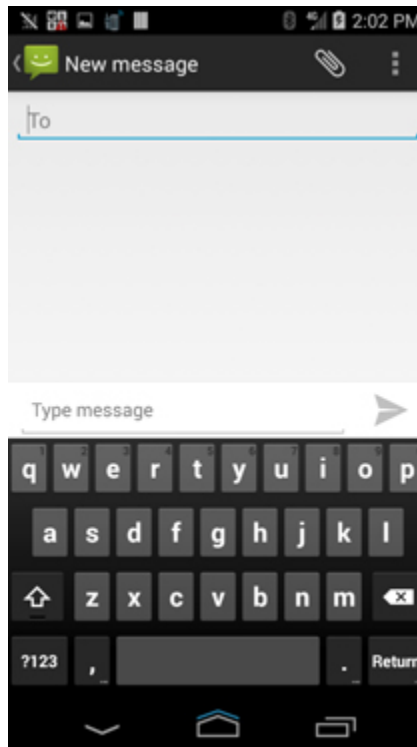 2:02 PM
New message
To
Type message
q w e r t y u i o p
a s d f g h j k l
z x c v b n m
?123 , . Return